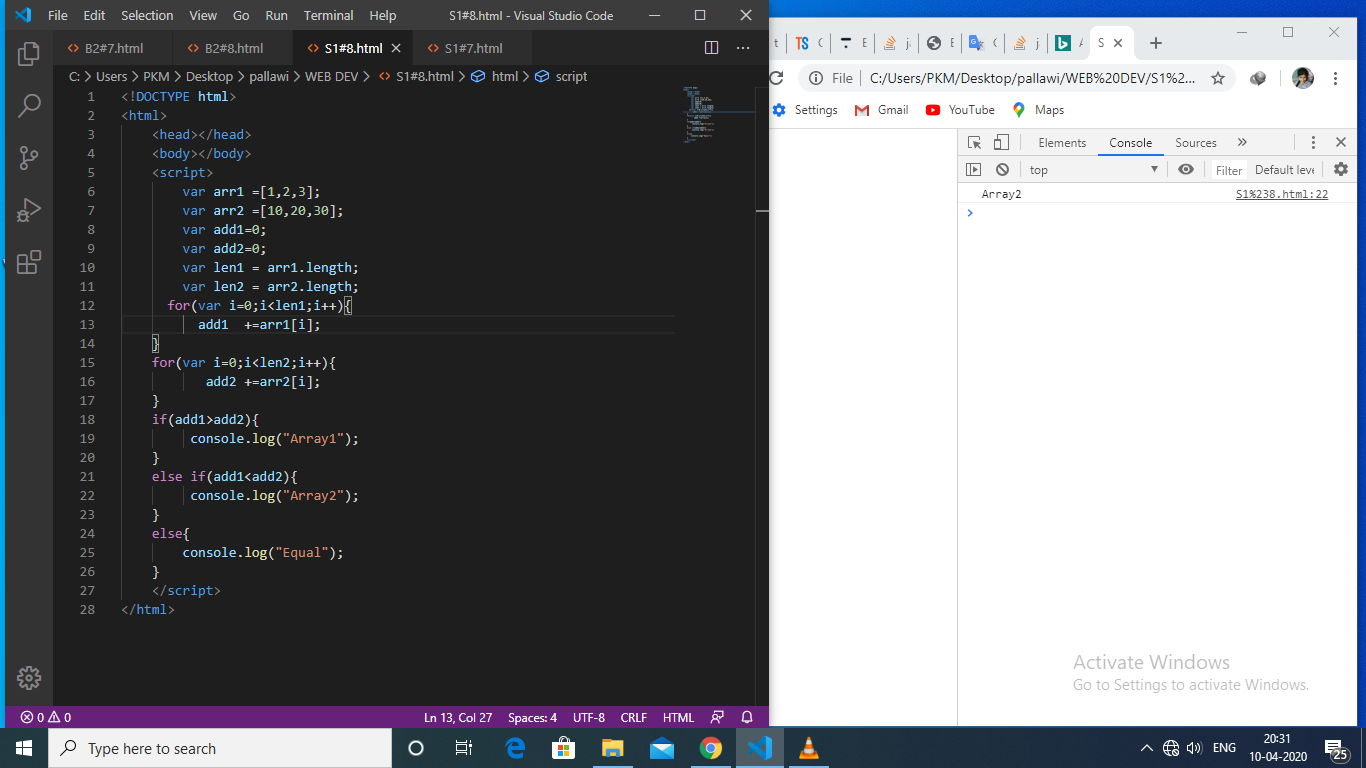 File Edit Selection View Go Run Terminal Help S1#8.html - Visual Studio Code
B2#7.html B2#8.html S1#8.html S1#7.html
C: > Users > PKM > Desktop > pallawi > WEB DEV > S1#8.html > html > script
1 <!DOCTYPE html>
2 <html>
3 <head></head>
4 <body></body>
5 <script>
6 var arr1 =[1,2,3];
7 var arr2 =[10,20,30];
8 var add1=0;
9 var add2=0;
10 var len1 = arr1.length;
11 var len2 = arr2.length;
12 for(var i=0;i<len1;i++){
13 add1  +=arr1[i];
14 }
15 for(var i=0;i<len2;i++){
16 add2 +=arr2[i];
17 }
18 if(add1>add2){
19 console.log("Array1");
20 }
21 else if(add1<add2){
22 console.log("Array2");
23 }
24 else{
25 console.log("Equal");
26 }
27 </script>
28 </html>
0 0 Ln 13, Col 27 Spaces: 4 UTF-8 CRLF HTML
S
File C:/Users/PKM/Desktop/pallawi/WEB%20DEV/S1%2...
Settings Gmail YouTube Maps
Elements Console Sources »
top Filter Default leve
Array2 S1%238.html:22
>
Activate Windows
Go to Settings to activate Windows.
Type here to search
ENG 20:31
10-04-2020 25